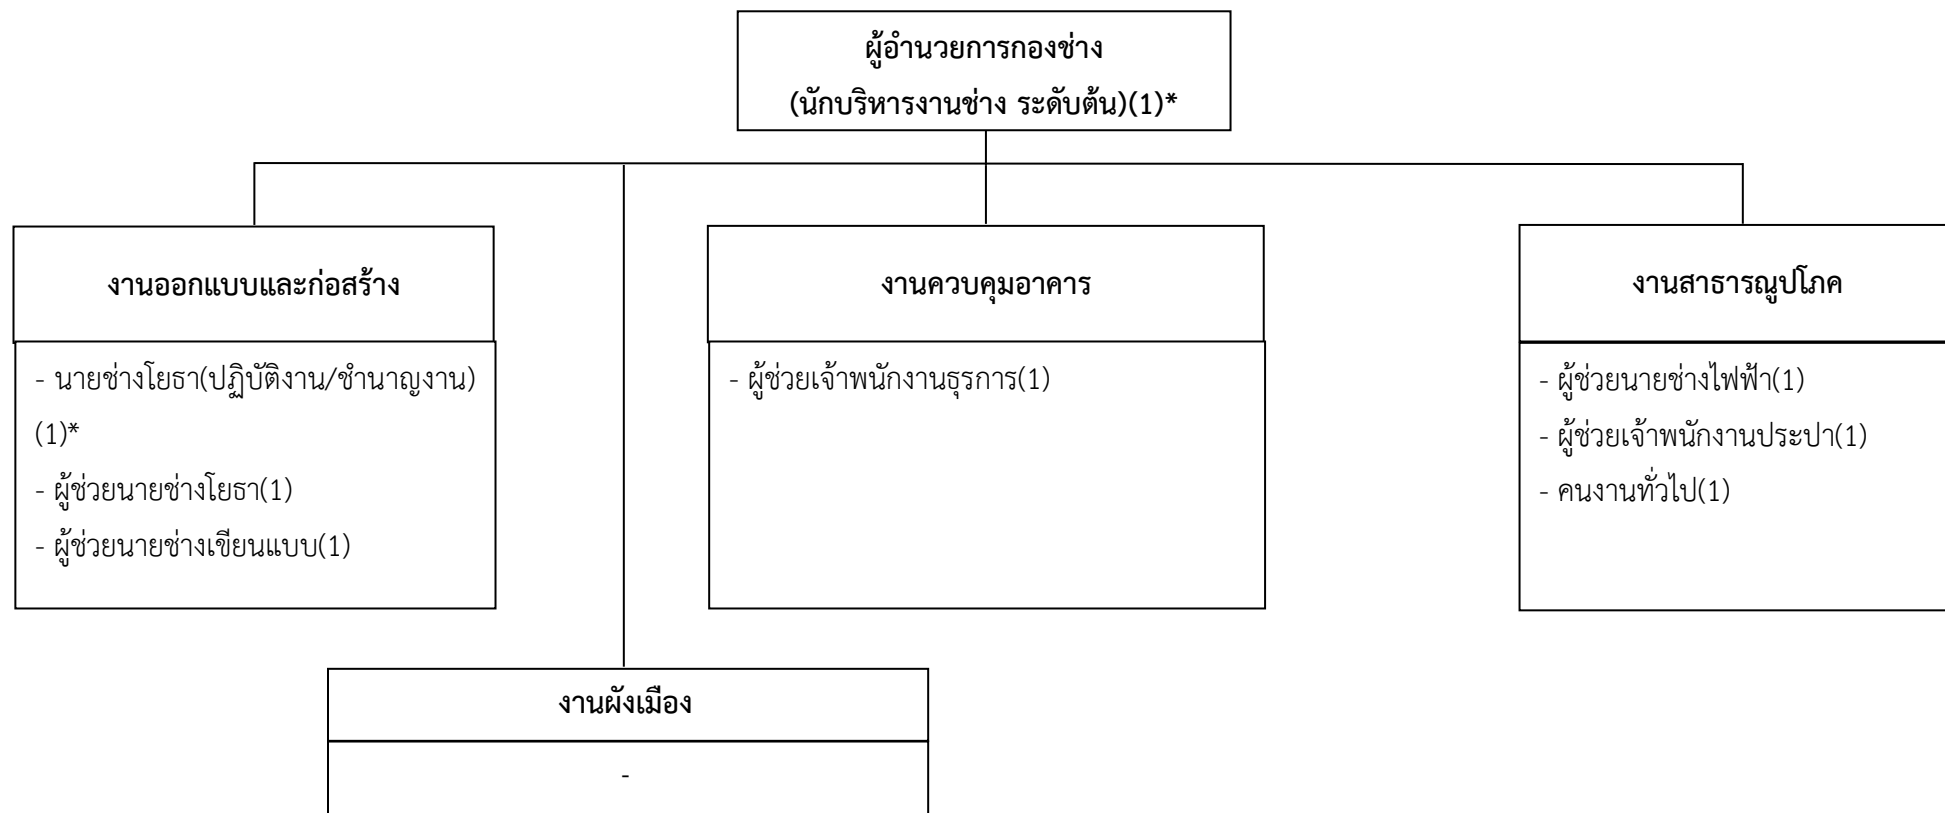 ผู้อำนวยการกองช่าง
(นักบริหารงานช่าง ระดับต้น)(1)*
งานออกแบบและก่อสร้าง
- นายช่างโยธา(ปฏิบัติงาน/ชำนาญงาน)
(1)*
- ผู้ช่วยนายช่างโยธา(1)
- ผู้ช่วยนายช่างเขียนแบบ(1)
งานควบคุมอาคาร
- ผู้ช่วยเจ้าพนักงานธุรการ(1)
งานสาธารณูปโภค
- ผู้ช่วยนายช่างไฟฟ้า(1)
- ผู้ช่วยเจ้าพนักงานประปา(1)
- คนงานทั่วไป(1)
งานผังเมือง
-